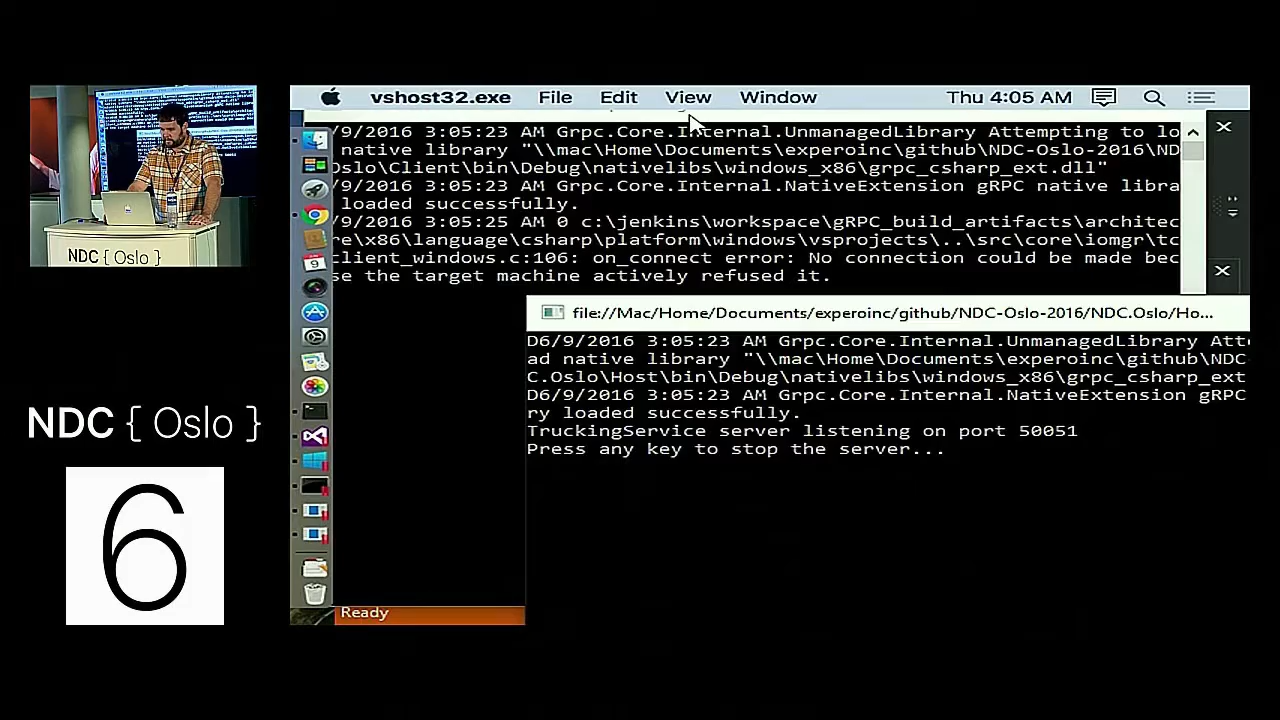 vshost32.exe File Edit View Window Thu 4:05 AM
/9/2016 3:05:23 AM Grpc.Core.Internal.UnmanagedLibrary Attempting to lo
native library "\\mac\Home\Documents\experoinc\github\NDC-Oslo-2016\ND
Oslo\Client\bin\Debug\nativelibs\windows_x86\grpc_csharp_ext.dll"
/9/2016 3:05:23 AM Grpc.Core.Internal.NativeExtension gRPC native libra
loaded successfully.
/9/2016 3:05:25 AM 0 c:\jenkins\workspace\gRPC_build_artifacts\architec
re\x86\language\csharp\platform\windows\vsprojects\..\src\core\iomgr\tc
client_windows.c:106: on_connect error: No connection could be made bec
se the target machine actively refused it.
file://Mac/Home/Documents/experoinc/github/NDC-Oslo-2016/NDC.Oslo/Ho...
D6/9/2016 3:05:23 AM Grpc.Core.Internal.UnmanagedLibrary Atte
ad native library "\\mac\Home\Documents\experoinc\github\NDC
C.Oslo\Host\bin\Debug\nativelibs\windows_x86\grpc_csharp_ext
D6/9/2016 3:05:23 AM Grpc.Core.Internal.NativeExtension gRPC
ry loaded successfully.
TruckingService server listening on port 50051
Press any key to stop the server...
Ready
NDC { Oslo }
NDC { Oslo }
6